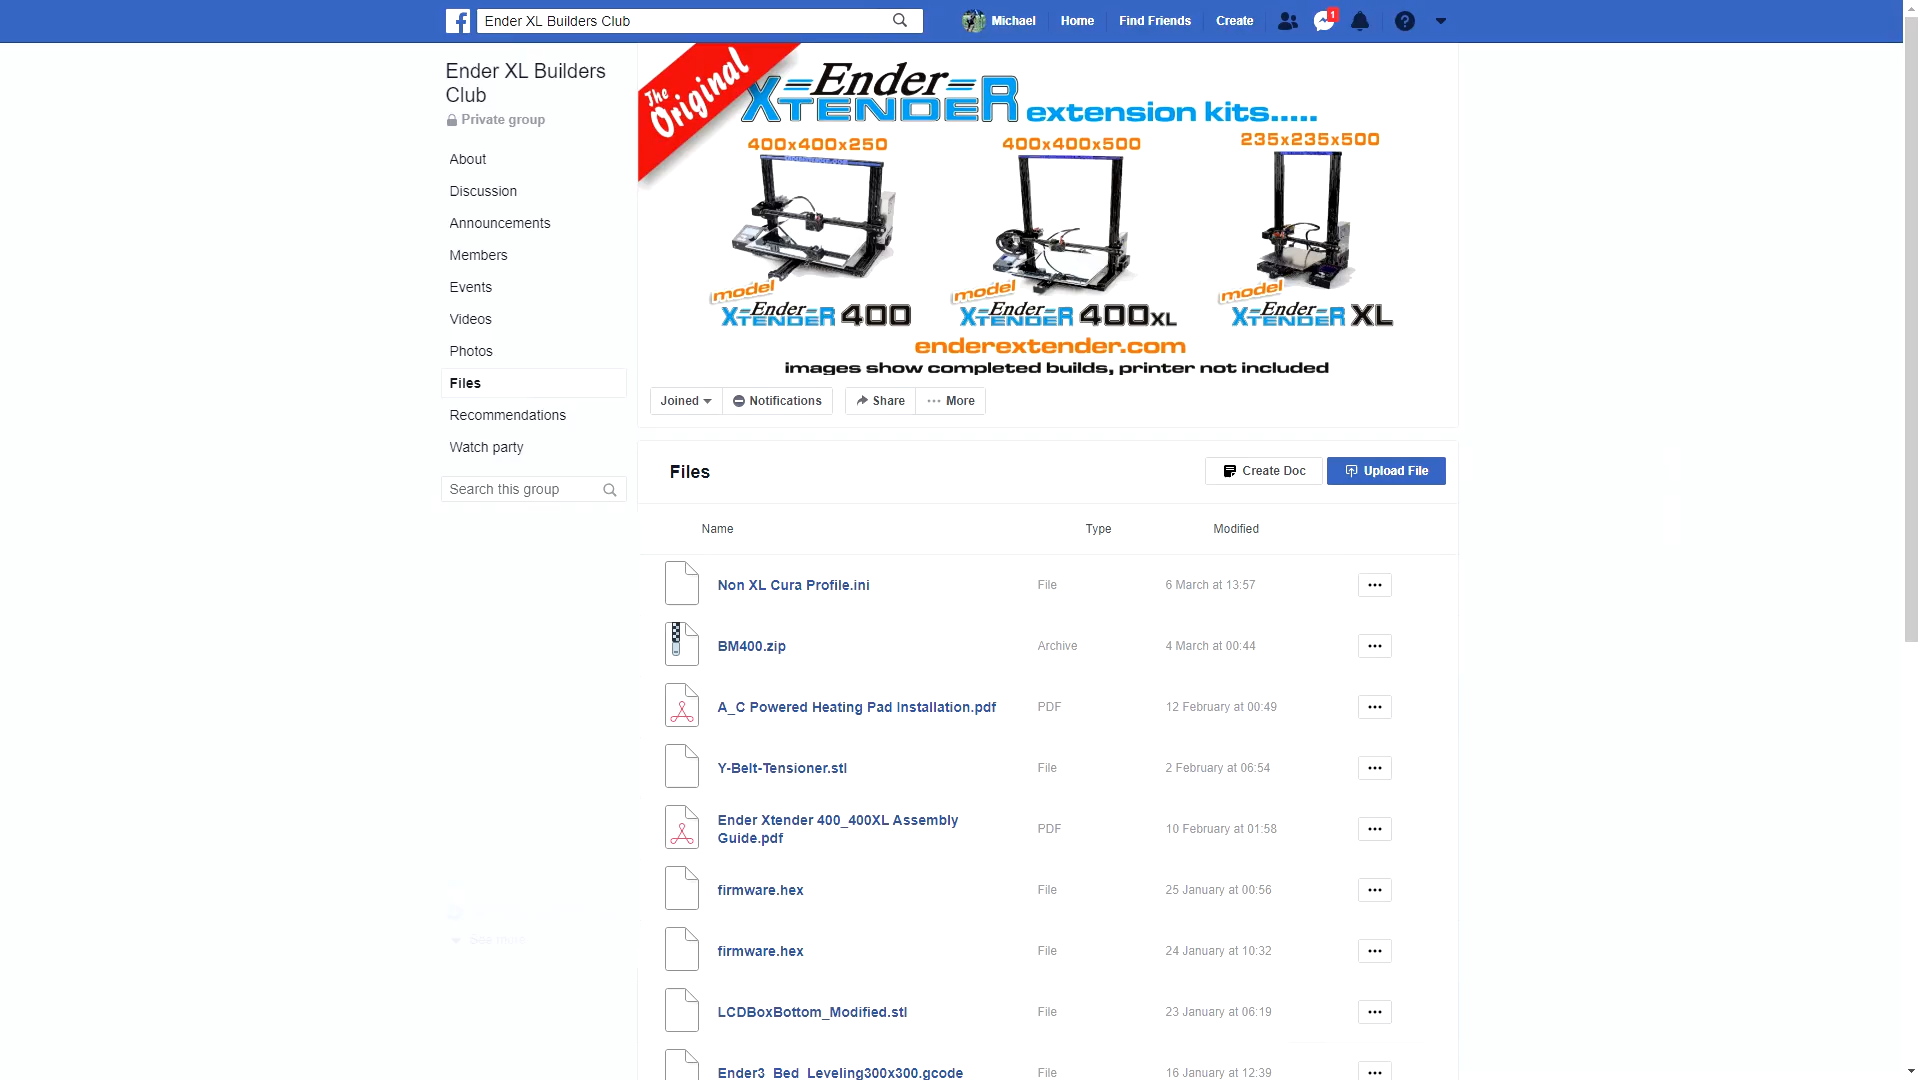 Ender XL Builders Club
Michael
Home
Find Friends
Create
1
Ender XL Builders
Club
Private group
About
Discussion
Announcements
Members
Events
Videos
Photos
Files
Recommendations
Watch party
Search this group
See more
The Original
Ender
XTENDER extension kits.....
400x400x250
400x400x500
235x235x500
model
Ender
XTENDER 400
model
Ender
XTENDER 400XL
model
Ender
XTENDER XL
enderextender.com
images show completed builds, printer not included
Joined
Notifications
Share
More
Files
Create Doc
Upload File
Name Type Modified
Non XL Cura Profile.ini File 6 March at 13:57
BM400.zip Archive 4 March at 00:44
A_C Powered Heating Pad Installation.pdf PDF 12 February at 00:49
Y-Belt-Tensioner.stl File 2 February at 06:54
Ender Xtender 400_400XL Assembly
Guide.pdf PDF 10 February at 01:58
firmware.hex File 25 January at 00:56
firmware.hex File 24 January at 10:32
LCDBoxBottom_Modified.stl File 23 January at 06:19
Ender3_Bed_Leveling300x300.gcode File 16 January at 12:39